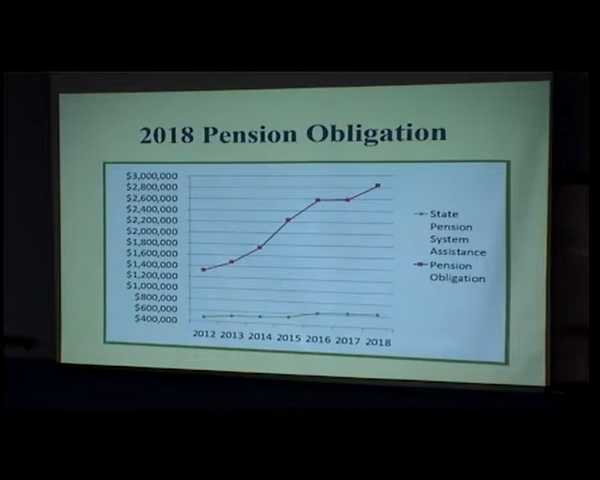 2018 Pension Obligation
$3,000,000
$2,800,000
$2,600,000
$2,400,000
$2,200,000
$2,000,000
$1,800,000
$1,600,000
$1,400,000
$1,200,000
$1,000,000
$800,000
$600,000
$400,000
2012 2013 2014 2015 2016 2017 2018
State
Pension
System
Assistance
Pension
Obligation